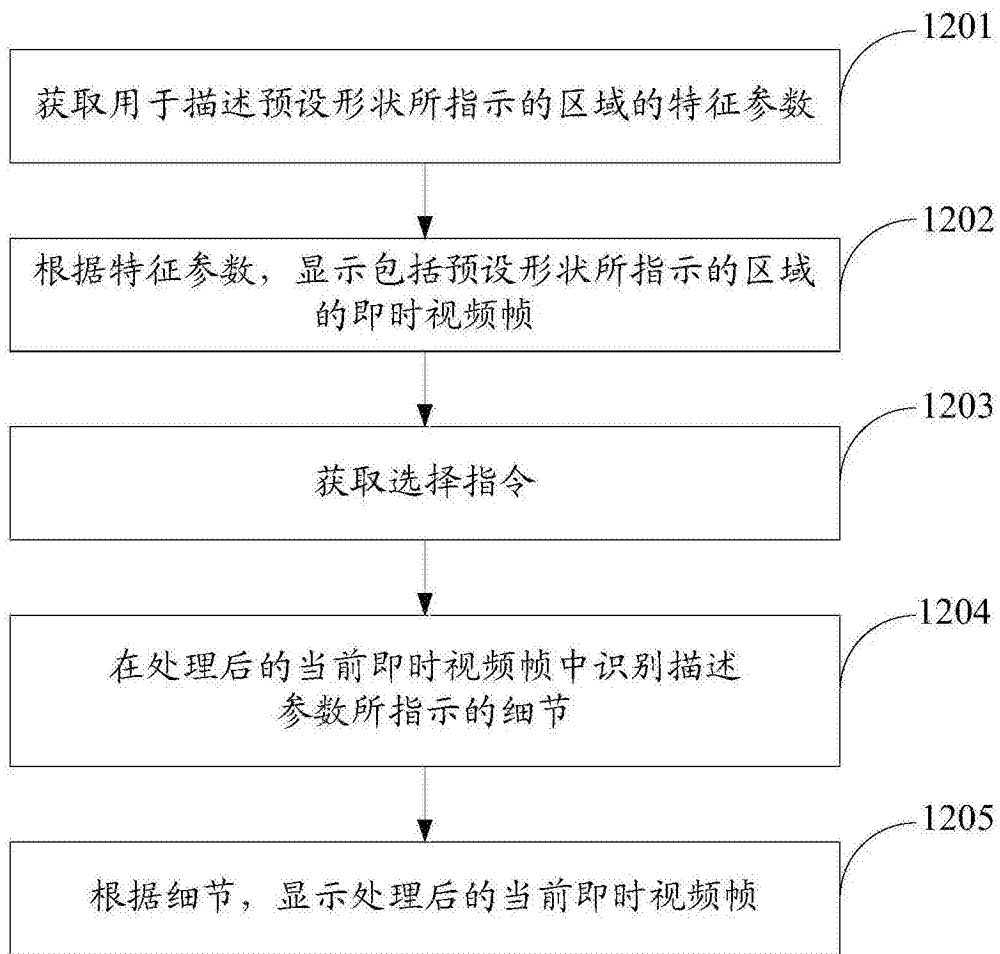 1201
获取用于描述预设形状所指示的区域的特征参数
1202
根据特征参数，显示包括预设形状所指示的区域
的即时视频帧
1203
获取选择指令
1204
在处理后的当前即时视频帧中识别描述
参数所指示的细节
1205
根据细节，显示处理后的当前即时视频帧